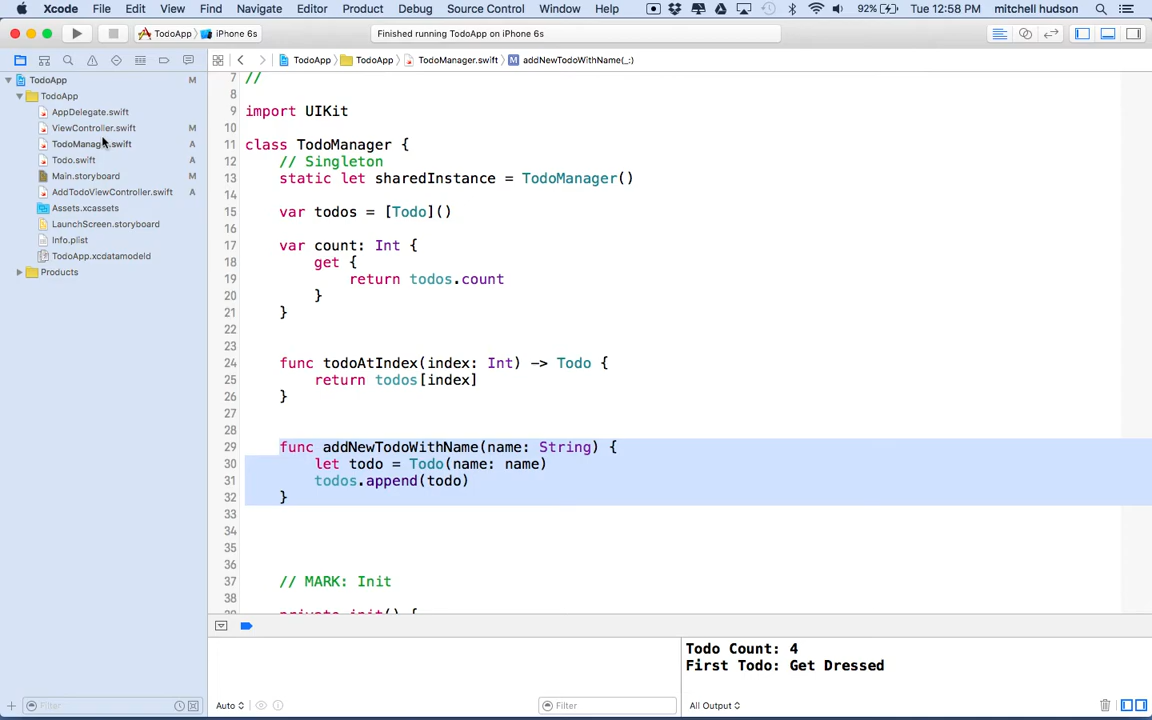 Xcode File Edit View Find Navigate Editor Product Debug Source Control Window Help 92% Tue 12:58 PM mitchell hudson
TodoApp iPhone 6s Finished running TodoApp on iPhone 6s
TodoApp TodoApp TodoManager.swift M addNewTodoWithName(_:)
TodoApp M
TodoApp
AppDelegate.swift
ViewController.swift M
TodoManager.swift A
Todo.swift A
Main.storyboard M
AddTodoViewController.swift A
Assets.xcassets
LaunchScreen.storyboard
Info.plist
TodoApp.xcdatamodeld
Products
7 //
8
9 import UIKit
10
11 class TodoManager {
12 // Singleton
13 static let sharedInstance = TodoManager()
14
15 var todos = [Todo]()
16
17 var count: Int {
18 get {
19 return todos.count
20 }
21 }
22
23
24 func todoAtIndex(index: Int) -> Todo {
25 return todos[index]
26 }
27
28
29 func addNewTodoWithName(name: String) {
30 let todo = Todo(name: name)
31 todos.append(todo)
32 }
33
34
35
36
37 // MARK: Init
38
39 private init() {
Todo Count: 4
First Todo: Get Dressed
Filter Auto Filter All Output